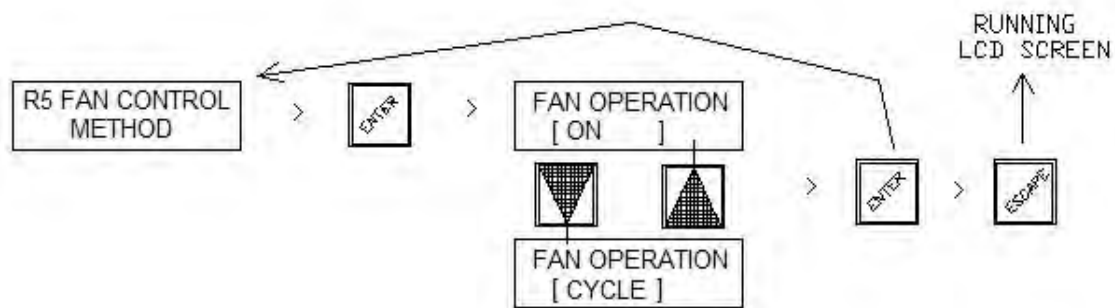 RUNNING
LCD SCREEN
R5 FAN CONTROL
METHOD
>
ENTER
>
FAN OPERATION
[ ON ]
FAN OPERATION
[ CYCLE ]
>
ENTER
>
ESCAPE